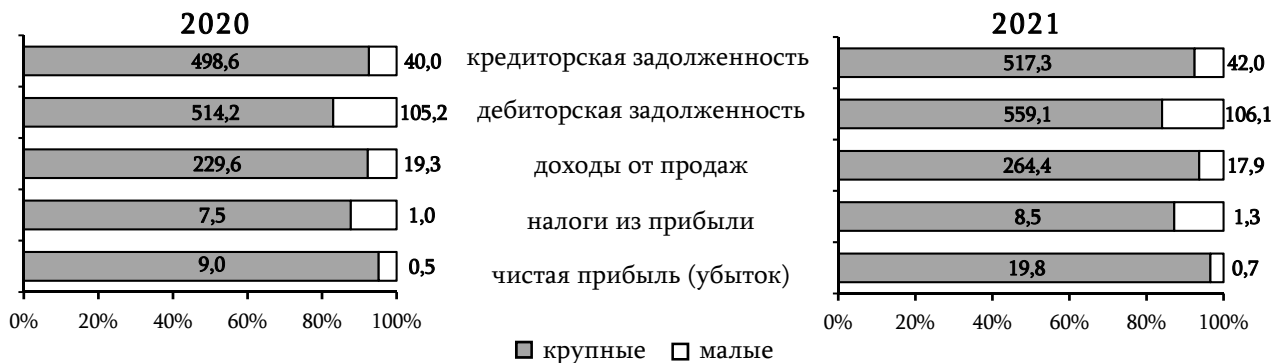 2020
2021
498,6 40,0 кредиторская задолженность 517,3 42,0
514,2 105,2 дебиторская задолженность 559,1 106,1
229,6 19,3 доходы от продаж 264,4 17,9
7,5 1,0 налоги из прибыли 8,5 1,3
9,0 0,5 чистая прибыль (убыток) 19,8 0,7
0% 20% 40% 60% 80% 100% 0% 20% 40% 60% 80% 100%
крупные малые